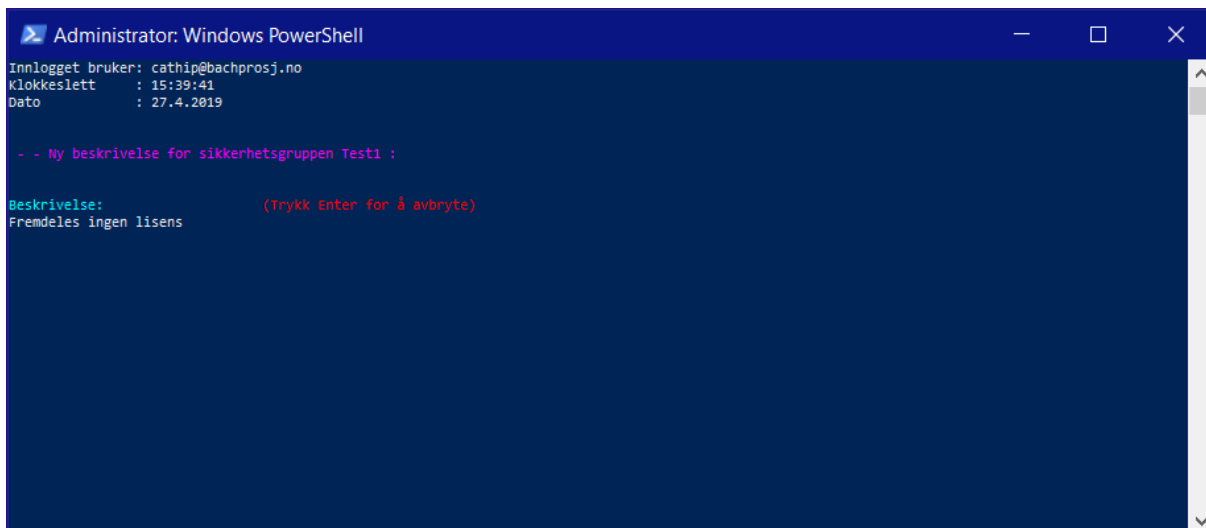 Administrator: Windows PowerShell
Innlogget bruker: cathip@bachprosj.no
Klokkeslett : 15:39:41
Dato : 27.4.2019
- - Ny beskrivelse for sikkerhetsgruppen Test1 :
Beskrivelse: (Trykk Enter for å avbryte)
Fremdeles ingen lisens